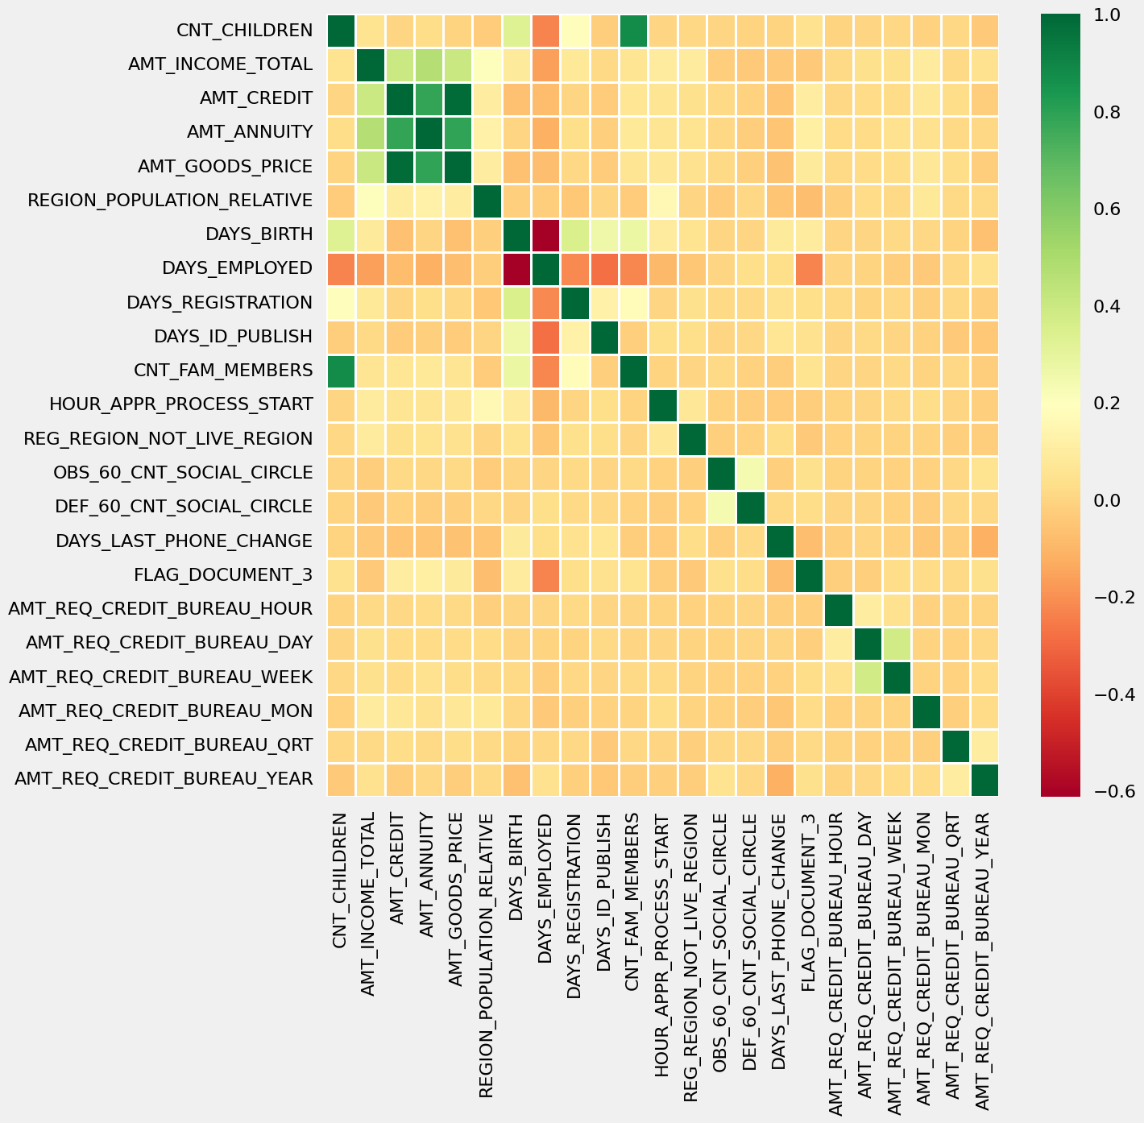 CNT_CHILDREN
AMT_INCOME_TOTAL
AMT_CREDIT
AMT_ANNUITY
AMT_GOODS_PRICE
REGION_POPULATION_RELATIVE
DAYS_BIRTH
DAYS_EMPLOYED
DAYS_REGISTRATION
DAYS_ID_PUBLISH
CNT_FAM_MEMBERS
HOUR_APPR_PROCESS_START
REG_REGION_NOT_LIVE_REGION
OBS_60_CNT_SOCIAL_CIRCLE
DEF_60_CNT_SOCIAL_CIRCLE
DAYS_LAST_PHONE_CHANGE
FLAG_DOCUMENT_3
AMT_REQ_CREDIT_BUREAU_HOUR
AMT_REQ_CREDIT_BUREAU_DAY
AMT_REQ_CREDIT_BUREAU_WEEK
AMT_REQ_CREDIT_BUREAU_MON
AMT_REQ_CREDIT_BUREAU_QRT
AMT_REQ_CREDIT_BUREAU_YEAR
CNT_CHILDREN
AMT_INCOME_TOTAL
AMT_CREDIT
AMT_ANNUITY
AMT_GOODS_PRICE
REGION_POPULATION_RELATIVE
DAYS_BIRTH
DAYS_EMPLOYED
DAYS_REGISTRATION
DAYS_ID_PUBLISH
CNT_FAM_MEMBERS
HOUR_APPR_PROCESS_START
REG_REGION_NOT_LIVE_REGION
OBS_60_CNT_SOCIAL_CIRCLE
DEF_60_CNT_SOCIAL_CIRCLE
DAYS_LAST_PHONE_CHANGE
FLAG_DOCUMENT_3
AMT_REQ_CREDIT_BUREAU_HOUR
AMT_REQ_CREDIT_BUREAU_DAY
AMT_REQ_CREDIT_BUREAU_WEEK
AMT_REQ_CREDIT_BUREAU_MON
AMT_REQ_CREDIT_BUREAU_QRT
AMT_REQ_CREDIT_BUREAU_YEAR
1.0
0.8
0.6
0.4
0.2
0.0
−0.2
−0.4
−0.6